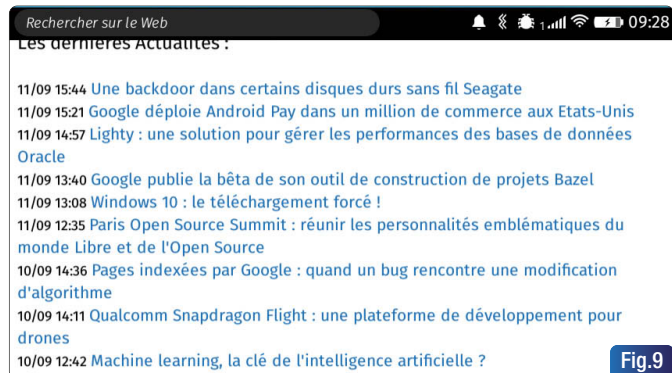 Rechercher sur le Web
1 09:28
Les dernières Actualités :
11/09 15:44 Une backdoor dans certains disques durs sans fil Seagate
11/09 15:21 Google déploie Android Pay dans un million de commerce aux Etats-Unis
11/09 14:57 Lighty : une solution pour gérer les performances des bases de données
Oracle
11/09 13:40 Google publie la bêta de son outil de construction de projets Bazel
11/09 13:08 Windows 10 : le téléchargement forcé !
11/09 12:35 Paris Open Source Summit : réunir les personnalités emblématiques du
monde Libre et de l'Open Source
10/09 14:36 Pages indexées par Google : quand un bug rencontre une modification
d'algorithme
10/09 14:11 Qualcomm Snapdragon Flight : une plateforme de développement pour
drones
10/09 12:42 Machine learning, la clé de l'intelligence artificielle ?
Fig.9